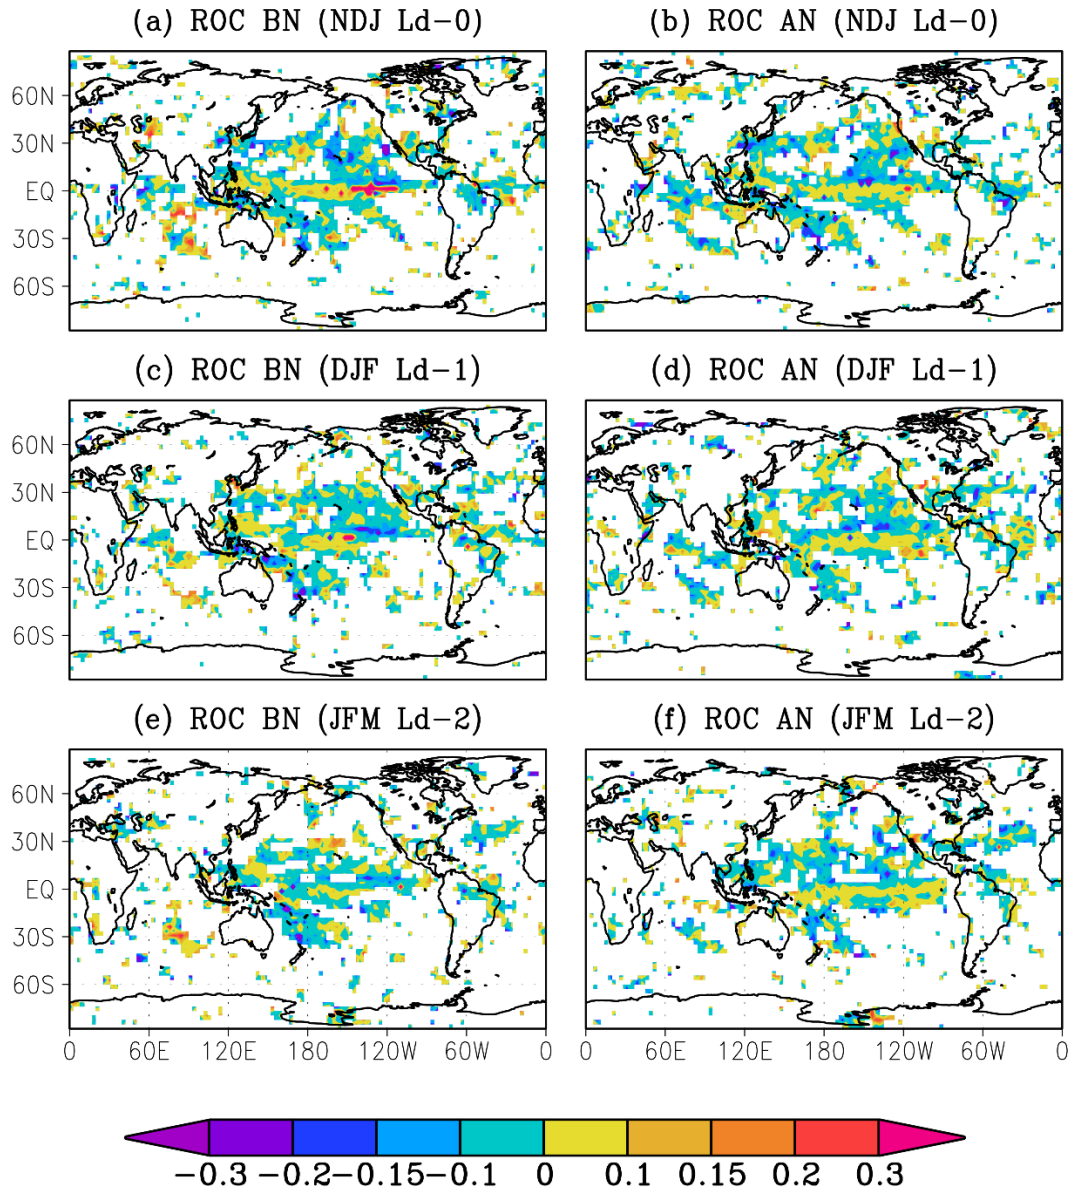 (a) ROC BN (NDJ Ld-0)
(b) ROC AN (NDJ Ld-0)
60N
30N
EQ
30S
60S
(c) ROC BN (DJF Ld-1)
(d) ROC AN (DJF Ld-1)
60N
30N
EQ
30S
60S
(e) ROC BN (JFM Ld-2)
(f) ROC AN (JFM Ld-2)
60N
30N
EQ
30S
60S
0 60E 120E 180 120W 60W 0
60E 120E 180 120W 60W 0
-0.3 -0.2 -0.15 -0.1 0 0.1 0.15 0.2 0.3